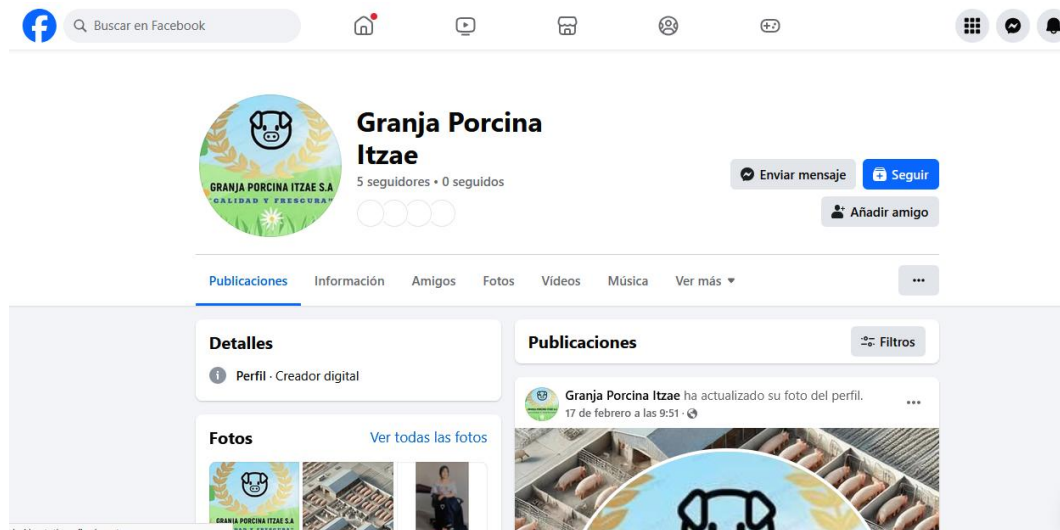 Buscar en Facebook
Granja Porcina
Itzae
5 seguidores • 0 seguidos
GRANJA PORCINA ITZAE S.A
"CALIDAD Y FRESCURA"
Enviar mensaje
Seguir
Añadir amigo
Publicaciones
Información
Amigos
Fotos
Vídeos
Música
Ver más
Detalles
Perfil · Creador digital
Fotos
Ver todas las fotos
GRANJA PORCINA ITZAE S.A
Publicaciones
Filtros
Granja Porcina Itzae ha actualizado su foto del perfil.
17 de febrero a las 9:51 ·